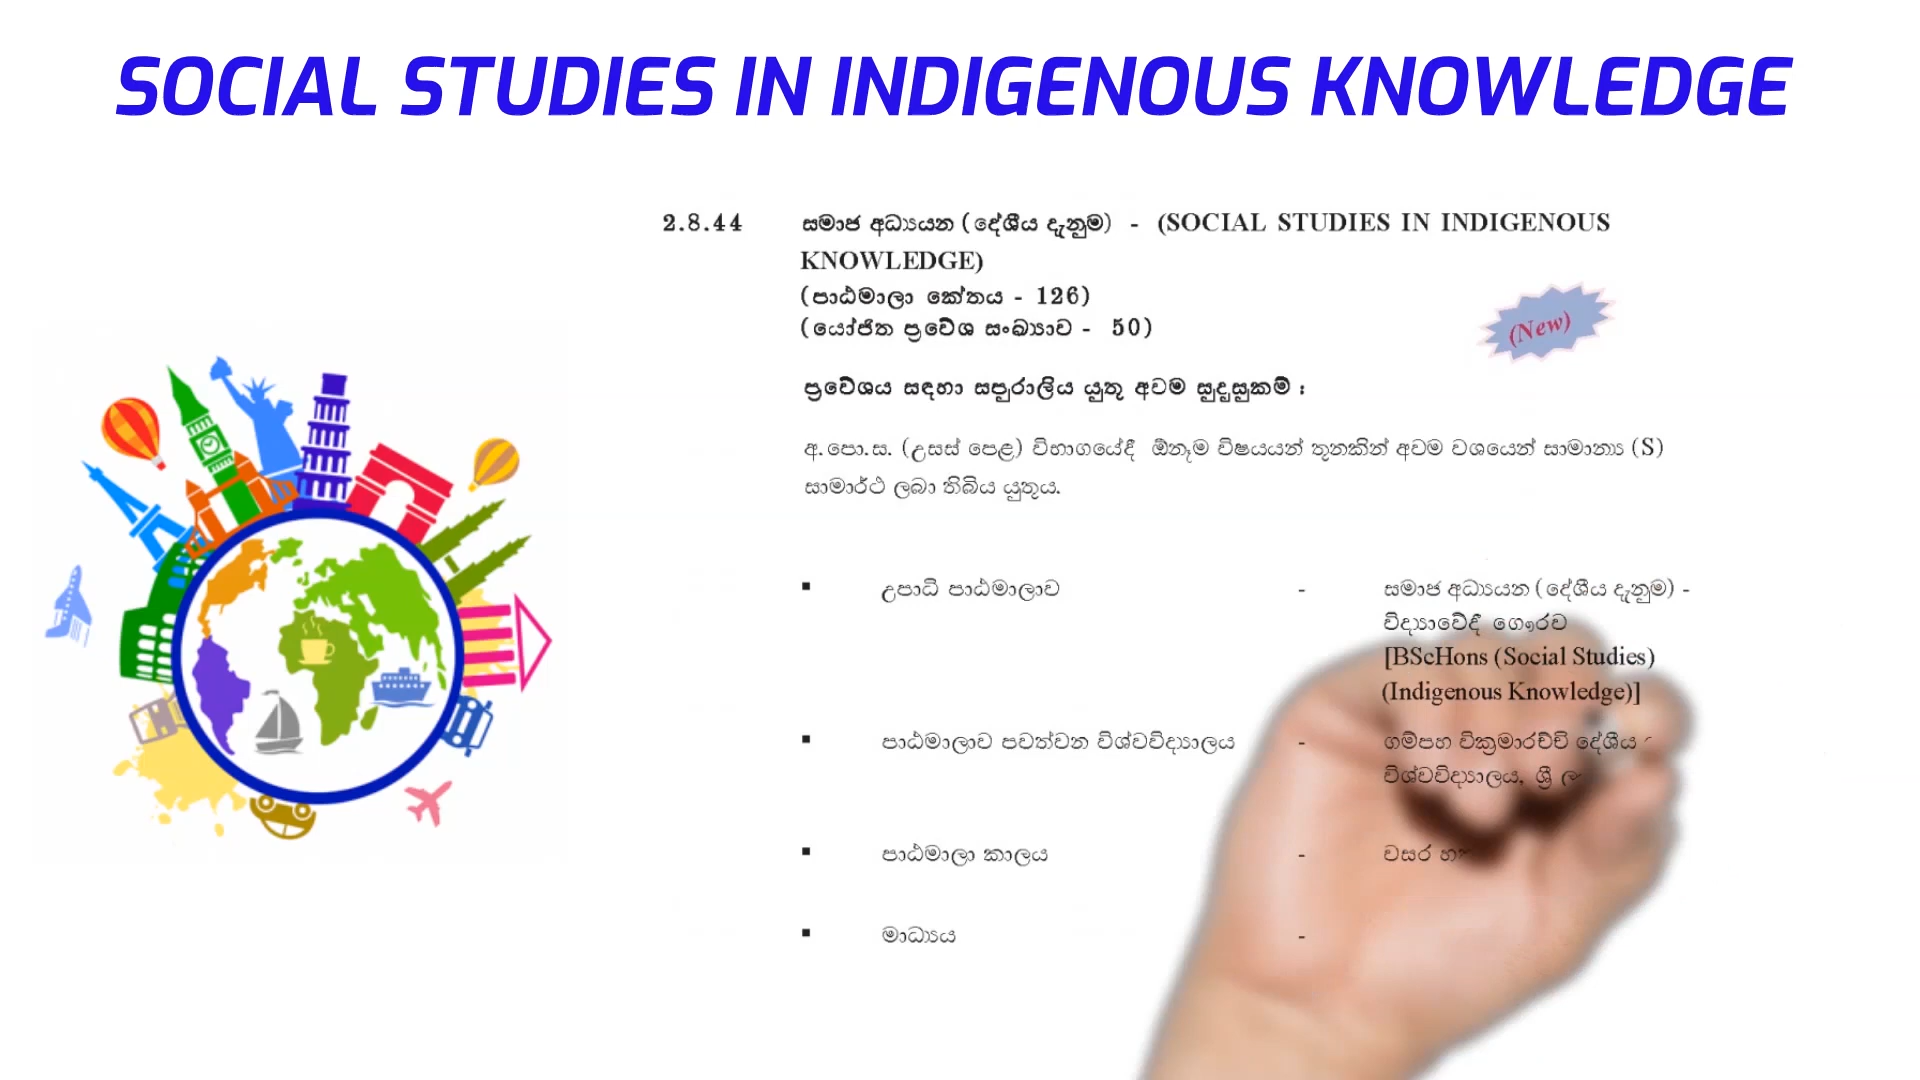 SOCIAL STUDIES IN INDIGENOUS KNOWLEDGE
2.8.44 සමාජ අධ්‍යයන (දේශීය දැනුම) - (SOCIAL STUDIES IN INDIGENOUS
KNOWLEDGE)
(පාඨමාලා කේතය - 126)
(යෝජිත ප්‍රවේශ සංඛ්‍යාව - 50)
(New)
ප්‍රවේශය සඳහා සපුරාලිය යුතු අවම සුදුසුකම් :
අ.පො.ස. (උසස් පෙළ) විභාගයේදී ඕනෑම විෂයයන් තුනකින් අවම වශයෙන් සාමාන්‍ය (S)
සාමාර්ථ ලබා තිබිය යුතුය.
▪ උපාධි පාඨමාලාව - සමාජ අධ්‍යයන (දේශීය දැනුම) -
විද්‍යාවේදී ගෞරව
[BScHons (Social Studies)
(Indigenous Knowledge)]
▪ පාඨමාලාව පවත්වන විශ්වවිද්‍යාලය - ගම්පහ වික්‍රමාරච්චි දේශීය
විශ්වවිද්‍යාලය, ශ්‍රී
▪ පාඨමාලා කාලය - වසර
▪ මාධ්‍යය -